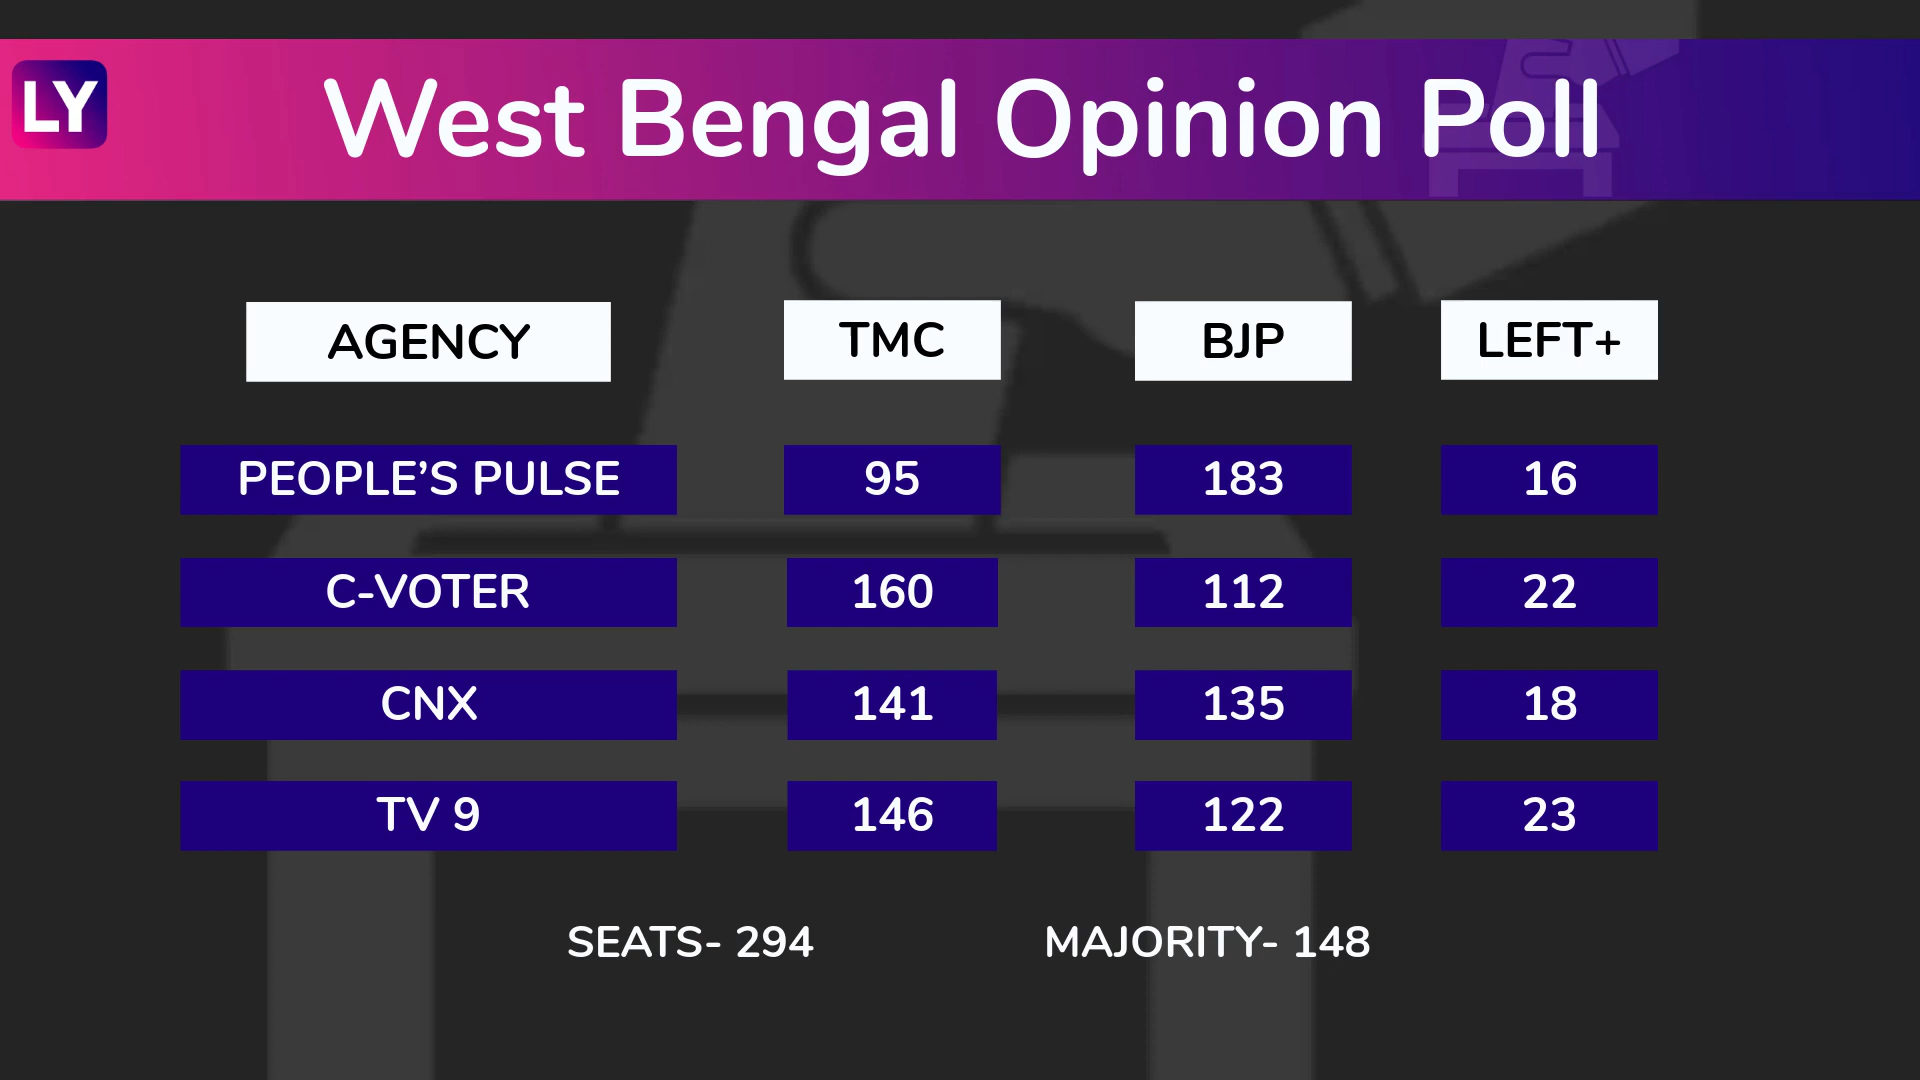 LY
West Bengal Opinion Poll
AGENCY TMC BJP LEFT+
PEOPLE’S PULSE 95 183 16
C-VOTER 160 112 22
CNX 141 135 18
TV 9 146 122 23
SEATS- 294 MAJORITY- 148